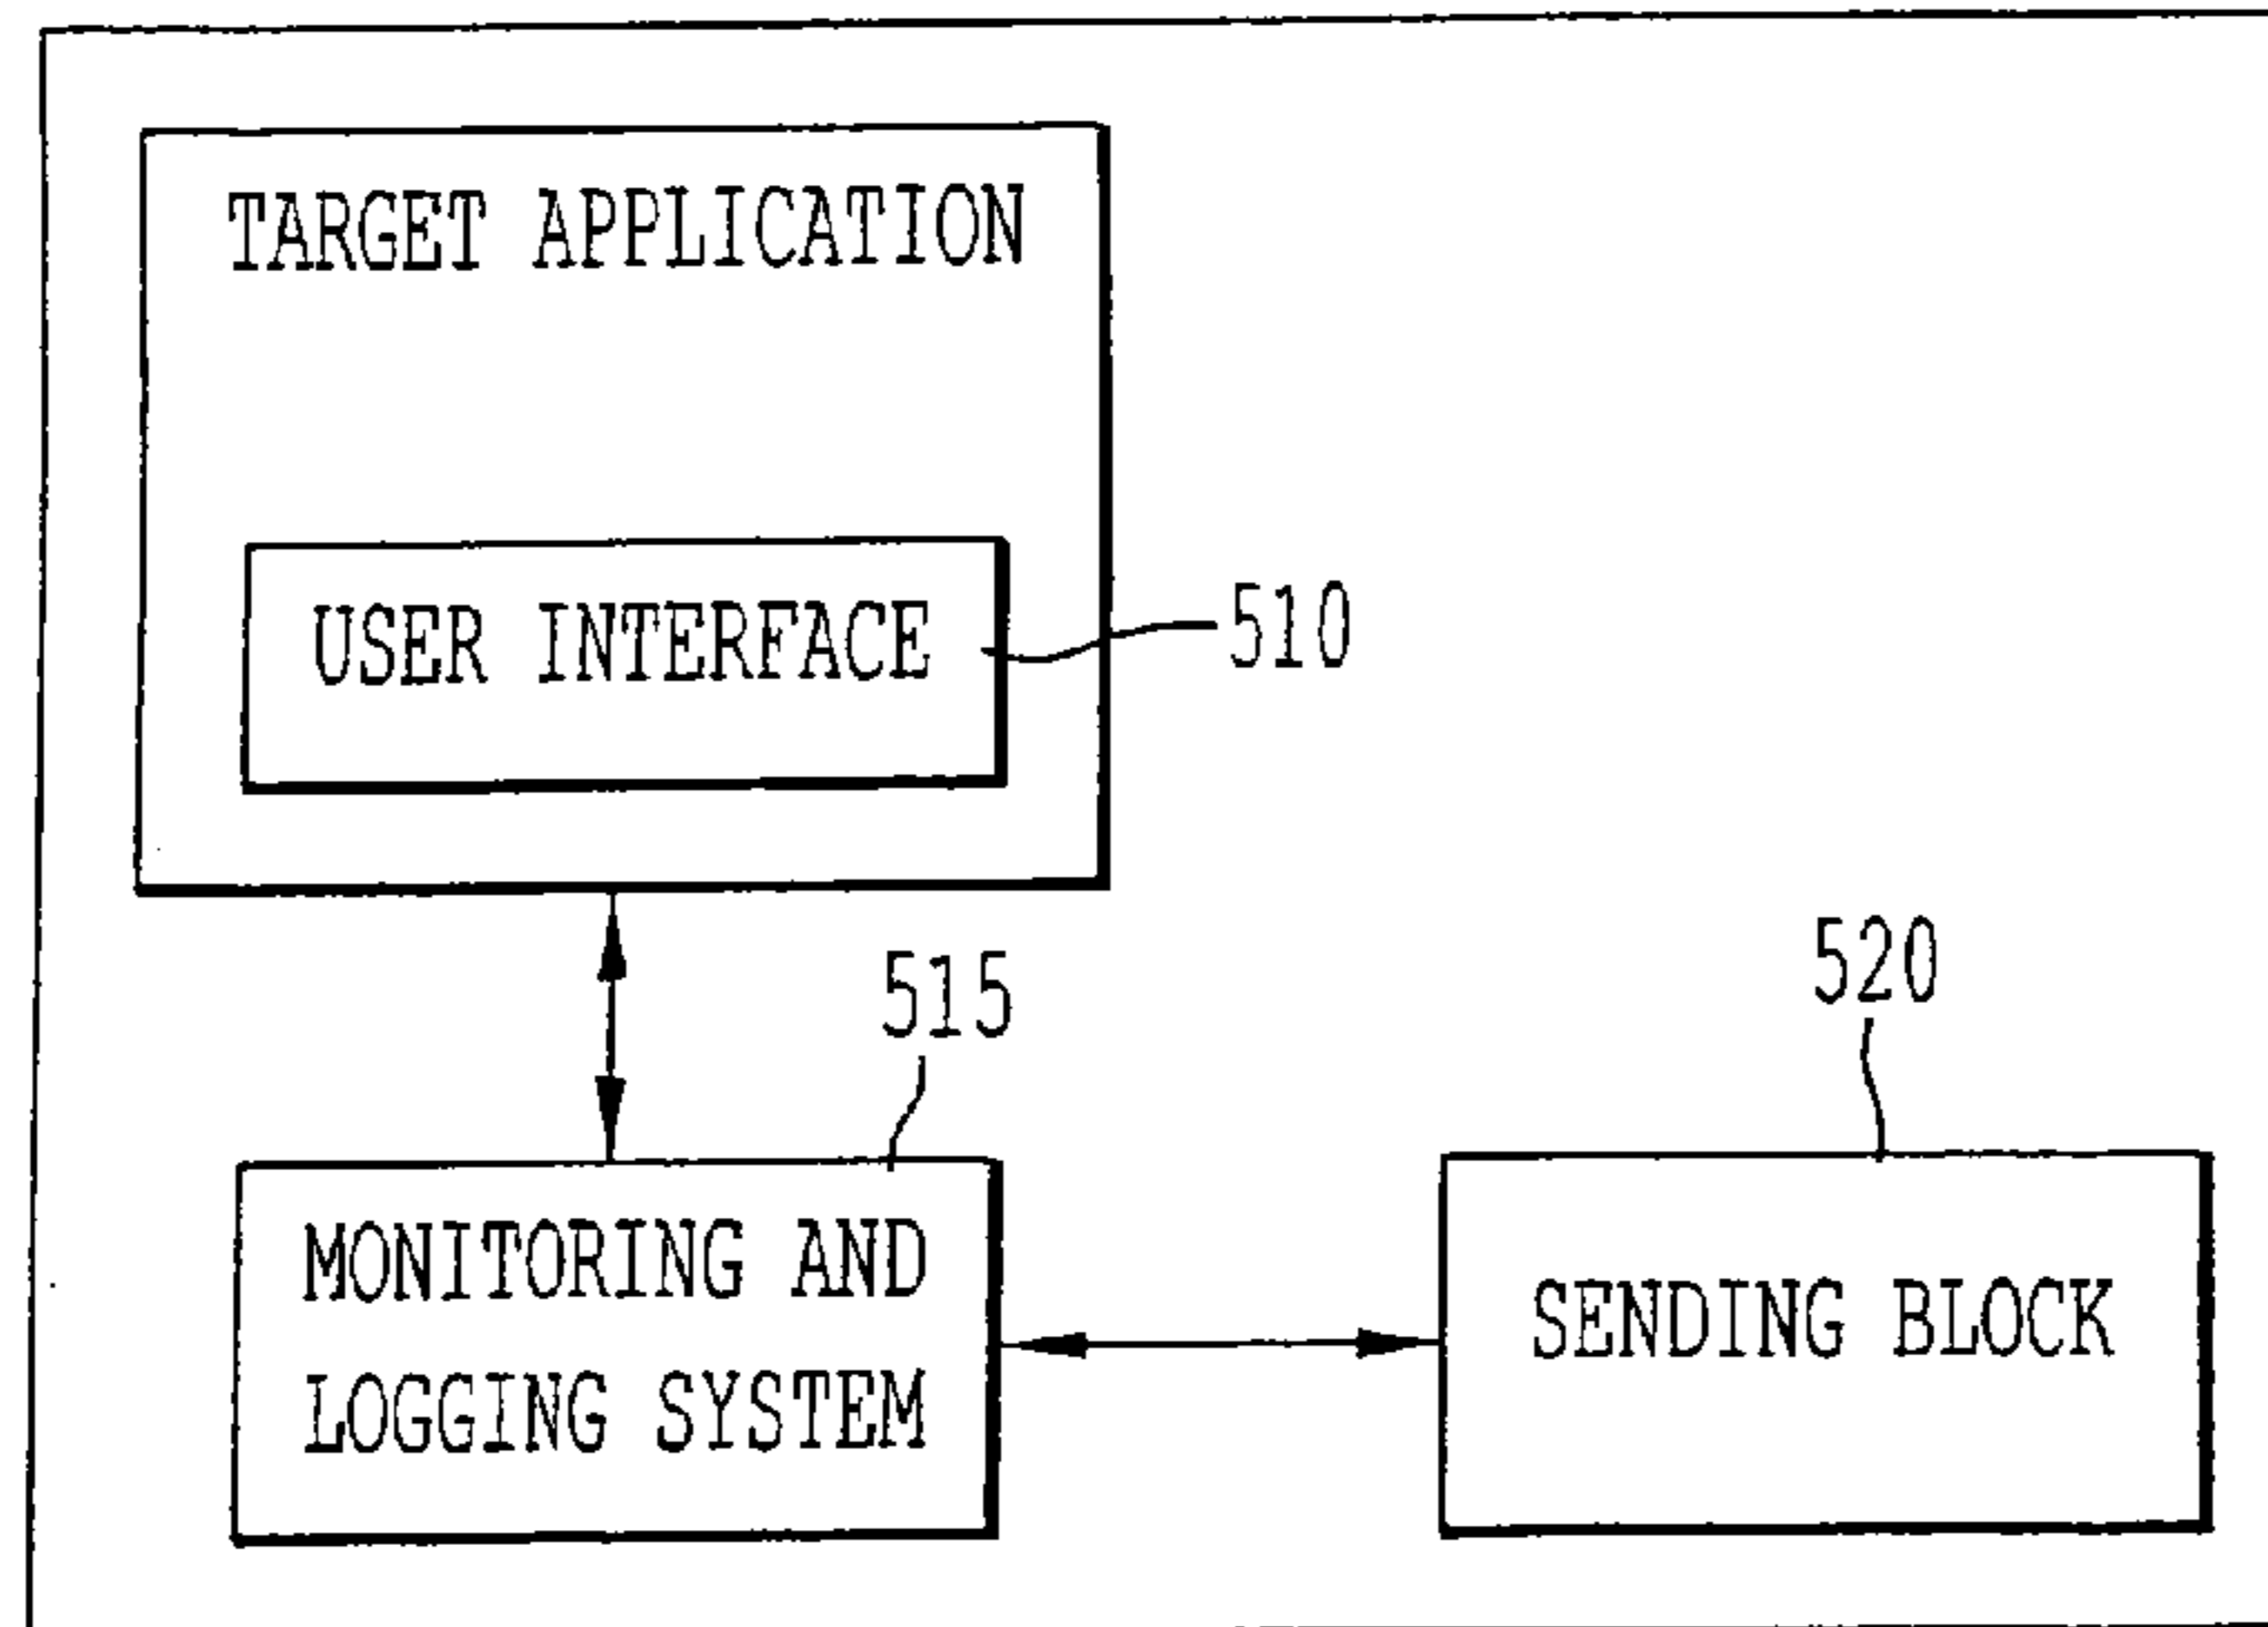 TARGET APPLICATION
USER INTERFACE
510
515
520
MONITORING AND
LOGGING SYSTEM
SENDING BLOCK